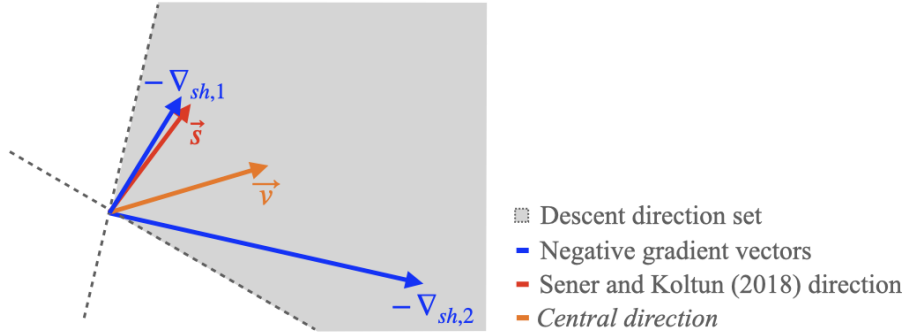 − ∇sh,1
s⃗
v⃗
− ∇sh,2
Descent direction set
Negative gradient vectors
Sener and Koltun (2018) direction
Central direction